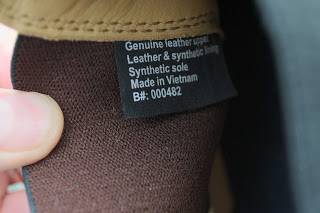 Genuine leather upper
Leather & synthetic lining
Synthetic sole
Made in Vietnam
B#: 000482